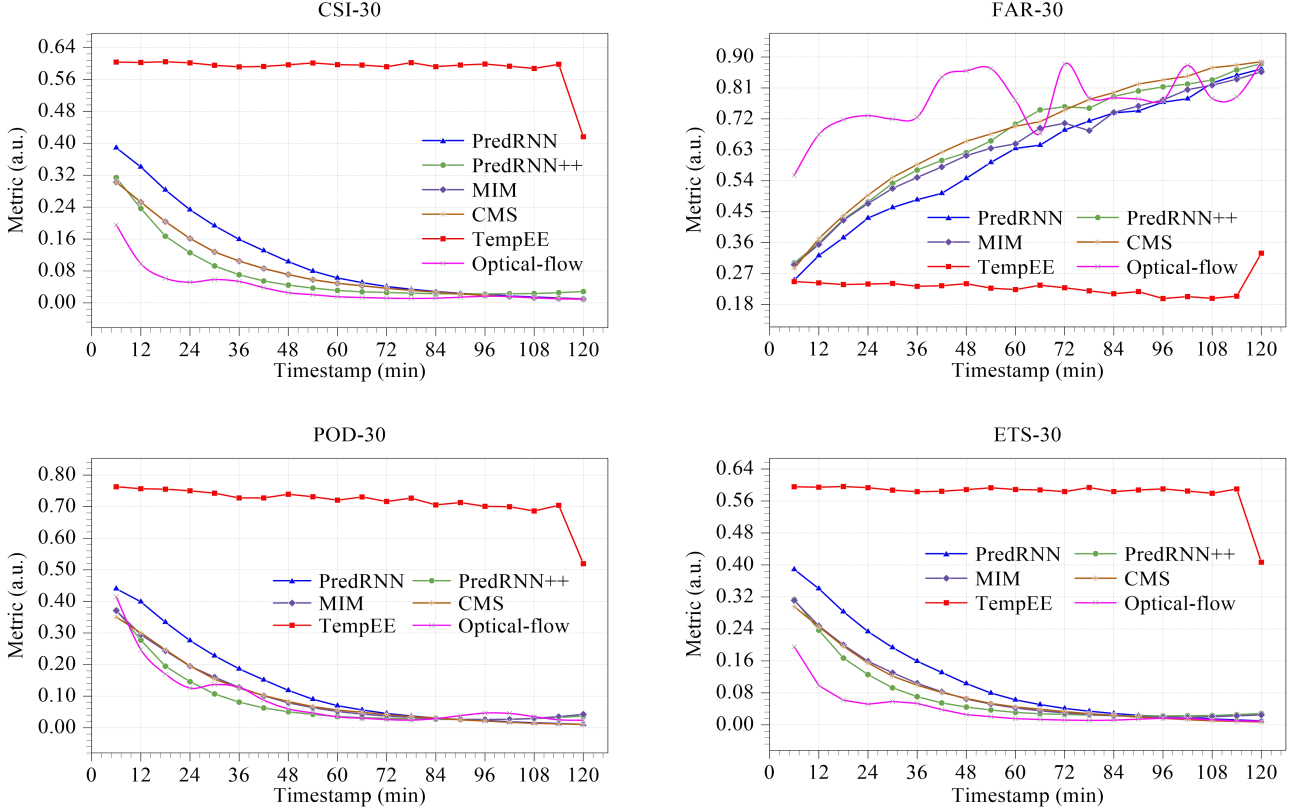 CSI-30
Metric (a.u.)
0.64
0.56
0.48
0.40
0.32
0.24
0.16
0.08
0.00
PredRNN
PredRNN++
MIM
CMS
TempEE
Optical-flow
0 12 24 36 48 60 72 84 96 108 120
Timestamp (min)
FAR-30
Metric (a.u.)
0.90
0.81
0.72
0.63
0.54
0.45
0.36
0.27
0.18
PredRNN PredRNN++
MIM CMS
TempEE Optical-flow
0 12 24 36 48 60 72 84 96 108 120
Timestamp (min)
POD-30
Metric (a.u.)
0.80
0.70
0.60
0.50
0.40
0.30
0.20
0.10
0.00
PredRNN PredRNN++
MIM CMS
TempEE Optical-flow
0 12 24 36 48 60 72 84 96 108 120
Timestamp (min)
ETS-30
Metric (a.u.)
0.64
0.56
0.48
0.40
0.32
0.24
0.16
0.08
0.00
PredRNN PredRNN++
MIM CMS
TempEE Optical-flow
0 12 24 36 48 60 72 84 96 108 120
Timestamp (min)